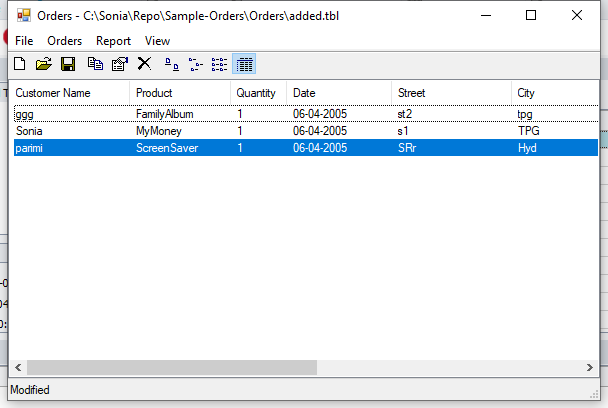 Orders - C:\Sonia\Repo\Sample-Orders\Orders\added.tbl
File Orders Report View
Customer Name Product Quantity Date Street City
ggg FamilyAlbum 1 06-04-2005 st2 tpg
Sonia MyMoney 1 06-04-2005 s1 TPG
parimi ScreenSaver 1 06-04-2005 SRr Hyd
Modified